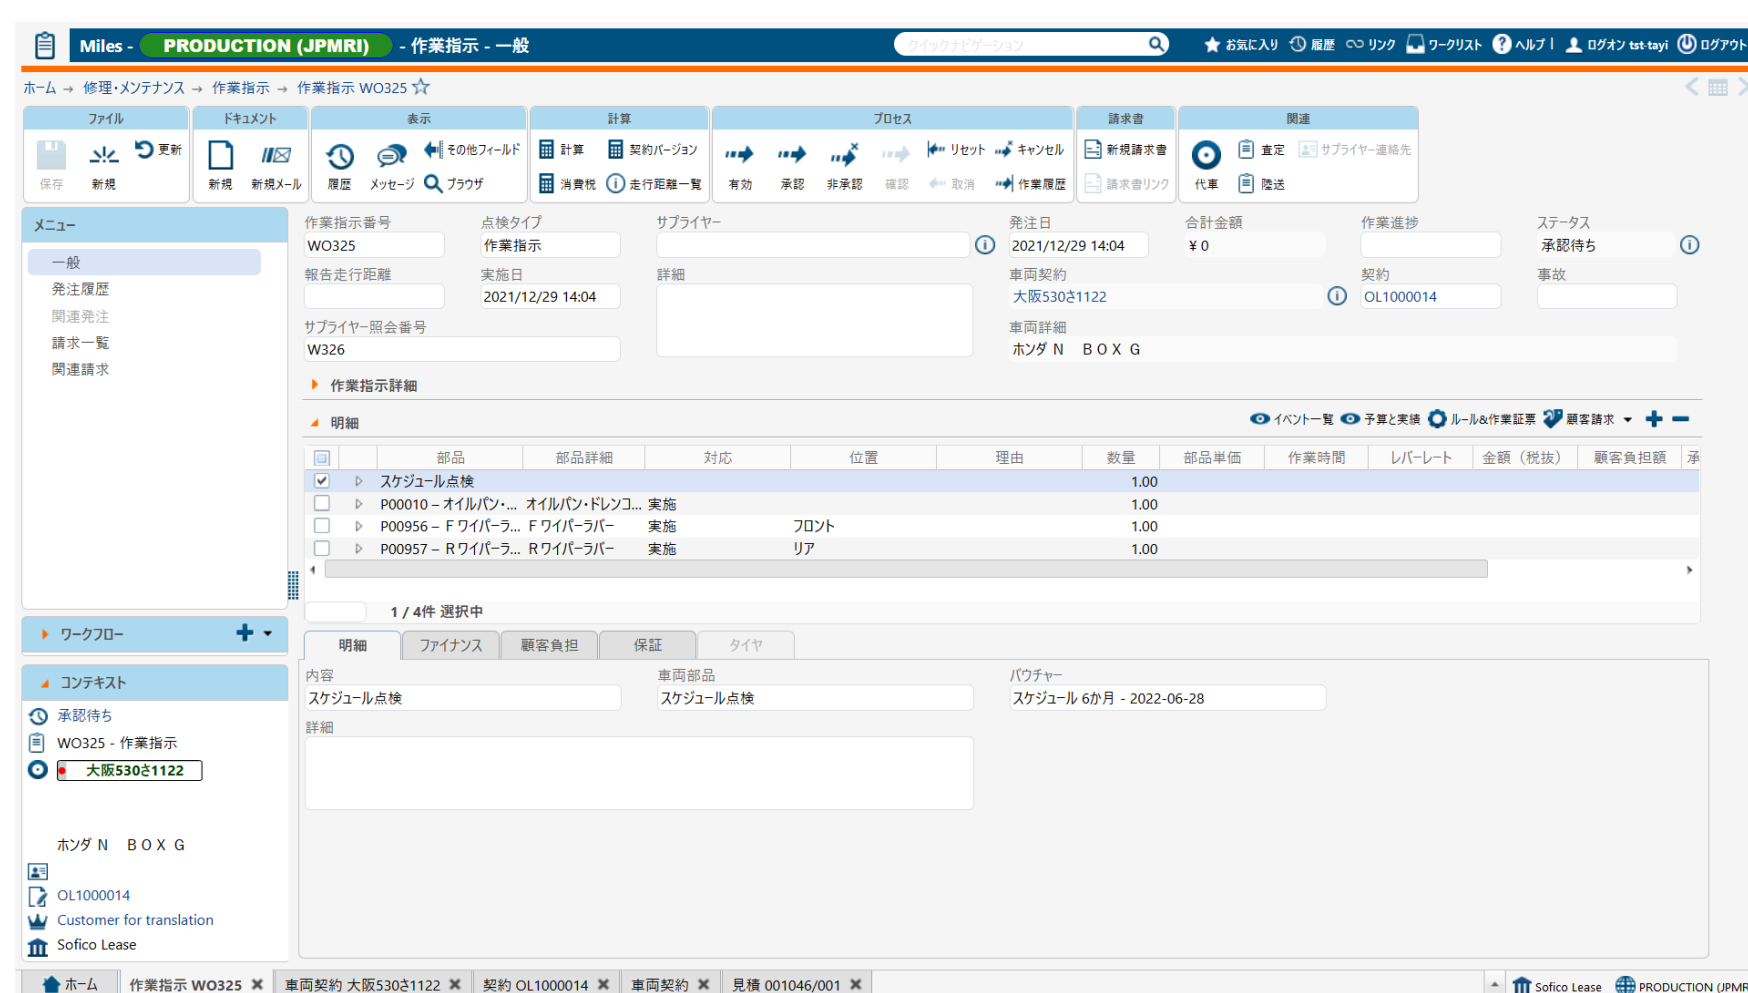 Miles - PRODUCTION (JPMRI) - 作業指示 - 一般
クイックナビゲーション
お気に入り 履歴 リンク ワークリスト ヘルプ | ログオン tst-tayi ログアウト
ホーム → 修理・メンテナンス → 作業指示 → 作業指示 WO325
ファイル ドキュメント 表示 計算 プロセス 請求書 関連
更新 その他フィールド 計算 契約バージョン リセット キャンセル 新規請求書 査定 サプライヤー連絡先
保存 新規 新規 新規メール 履歴 メッセージ ブラウザ 消費税 走行距離一覧 有効 承認 非承認 確認 取消 作業履歴 請求書リンク 代車 陸送
メニュー
一般
発注履歴
関連発注
請求一覧
関連請求
作業指示番号 点検タイプ サプライヤー 発注日 合計金額 作業進捗 ステータス
WO325 作業指示 2021/12/29 14:04 ¥ 0 承認待ち
報告走行距離 実施日 詳細 車両契約 契約 事故
2021/12/29 14:04 大阪530さ1122 OL1000014
サプライヤー照会番号 車両詳細
W326 ホンダ N BOX G
作業指示詳細
明細 イベント一覧 予算と実績 ルール&作業証票 顧客請求
部品 部品詳細 対応 位置 理由 数量 部品単価 作業時間 レバーレート 金額（税抜） 顧客負担額 承
スケジュール点検 1.00
P00010 – オイルパン・... オイルパン・ドレンコ... 実施 1.00
P00956 – F ワイパーラ... F ワイパーラバー 実施 フロント 1.00
P00957 – R ワイパーラ... R ワイパーラバー 実施 リア 1.00
1 / 4件 選択中
明細 ファイナンス 顧客負担 保証 タイヤ
内容 車両部品 バウチャー
スケジュール点検 スケジュール点検 スケジュール 6か月 - 2022-06-28
詳細
ワークフロー
コンテキスト
承認待ち
WO325 - 作業指示
大阪530さ1122
ホンダ N BOX G
OL1000014
Customer for translation
Sofico Lease
ホーム 作業指示 WO325 車両契約 大阪530さ1122 契約 OL1000014 車両契約 見積 001046/001 Sofico Lease PRODUCTION (JPMR